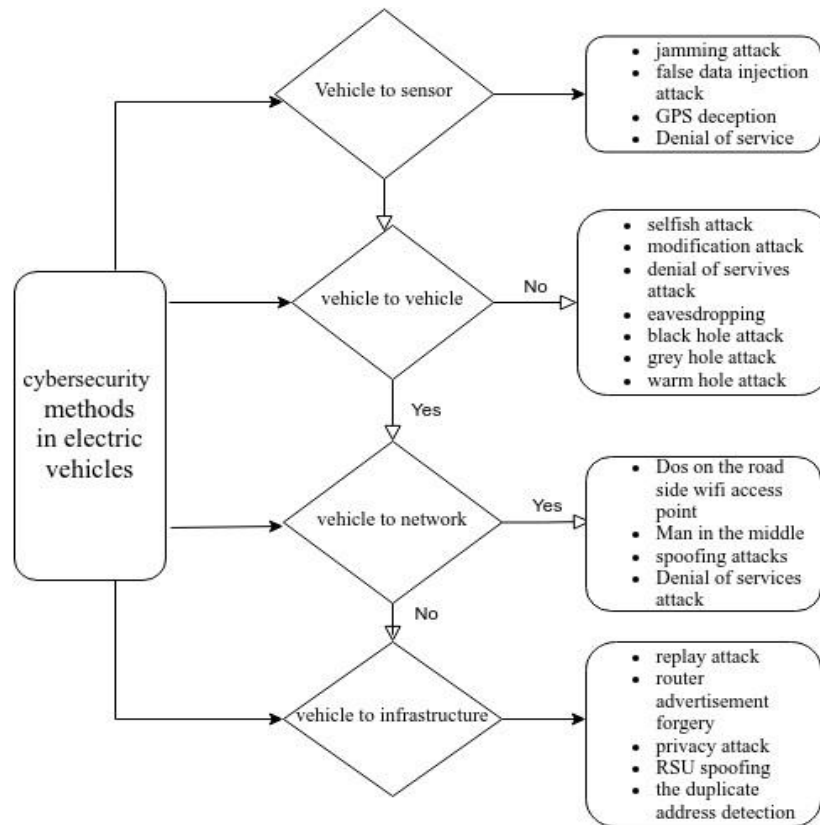 Vehicle to sensor
jamming attack
false data injection
attack
GPS deception
Denial of service
vehicle to vehicle
No
selfish attack
modification attack
denial of servives
attack
eavesdropping
black hole attack
grey hole attack
warm hole attack
cybersecurity
methods
in electric
vehicles
Yes
vehicle to network
Yes
Dos on the road
side wifi access
point
Man in the middle
spoofing attacks
Denial of services
attack
No
vehicle to infrastructure
replay attack
router
advertisement
forgery
privacy attack
RSU spoofing
the duplicate
address detection